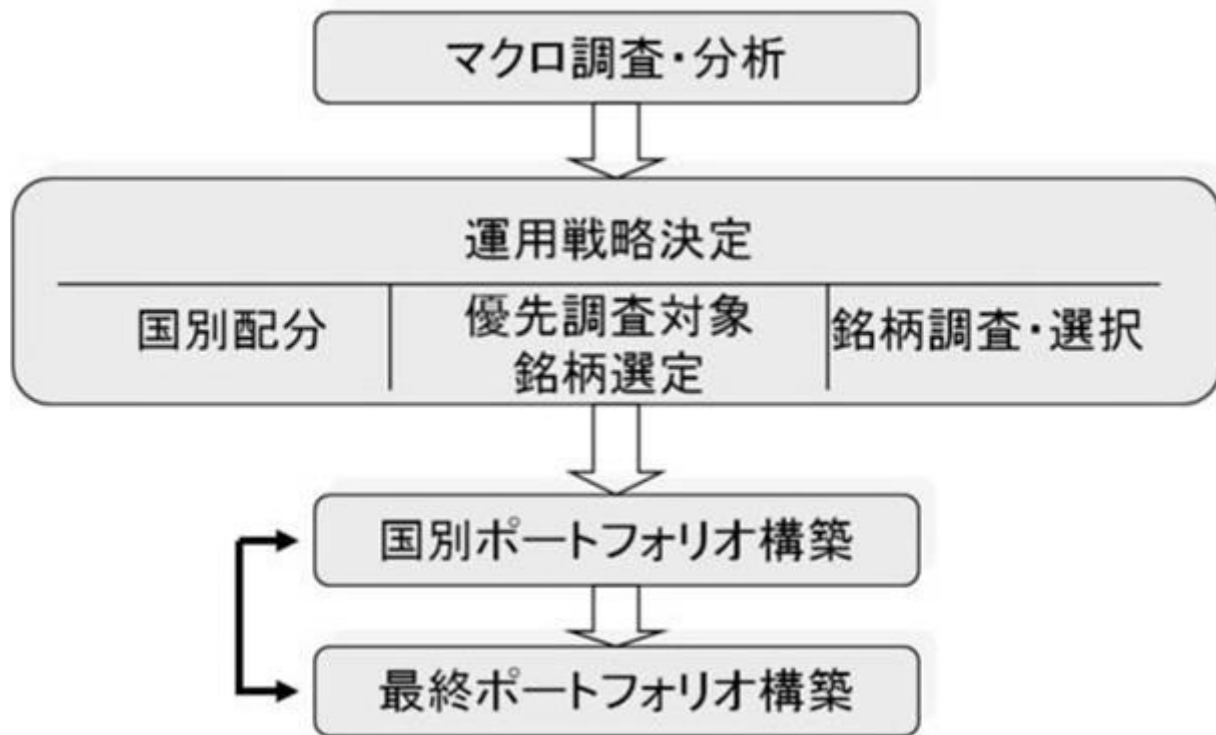 マクロ調査・分析
運用戦略決定
国別配分
優先調査対象
銘柄選定
銘柄調査・選択
国別ポートフォリオ構築
最終ポートフォリオ構築